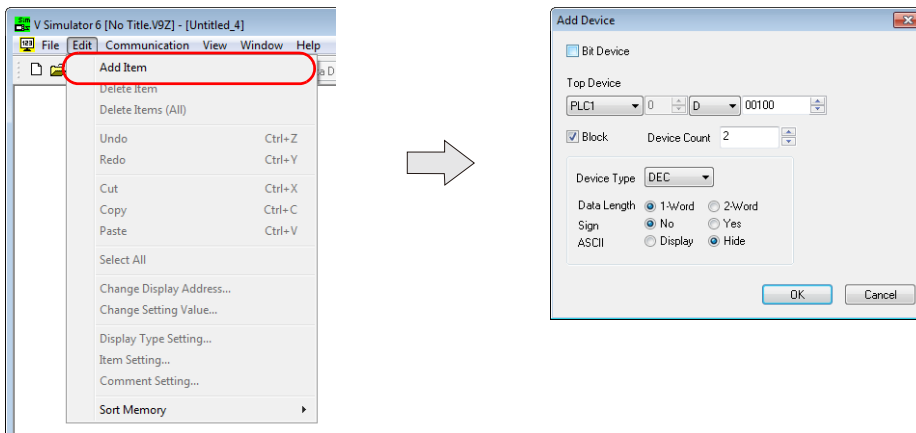 V Simulator 6 [No Title.V9Z] - [Untitled_4]
File Edit Communication View Window Help
Add Item
Delete Item
Delete Items (All)
Undo Ctrl+Z
Redo Ctrl+Y
Cut Ctrl+X
Copy Ctrl+C
Paste Ctrl+V
Select All
Change Display Address...
Change Setting Value...
Display Type Setting...
Item Setting...
Comment Setting...
Sort Memory
a D
Add Device
Bit Device
Top Device
PLC1 0 D 00100
Block Device Count 2
Device Type DEC
Data Length 1-Word 2-Word
Sign No Yes
ASCII Display Hide
OK Cancel